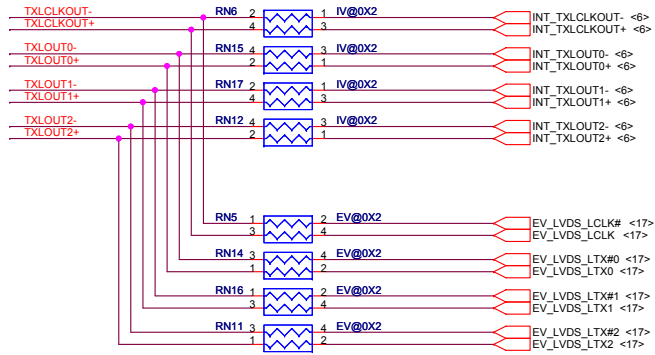 TXLCLKOUT- RN6 2 1 IV@0X2 INT_TXLCLKOUT- <6>
TXLCLKOUT+ 4 3 INT_TXLCLKOUT+ <6>
TXLOUT0- RN15 4 3 IV@0X2 INT_TXLOUT0- <6>
TXLOUT0+ 2 1 INT_TXLOUT0+ <6>
TXLOUT1- RN17 2 1 IV@0X2 INT_TXLOUT1- <6>
TXLOUT1+ 4 3 INT_TXLOUT1+ <6>
TXLOUT2- RN12 4 3 IV@0X2 INT_TXLOUT2- <6>
TXLOUT2+ 2 1 INT_TXLOUT2+ <6>
RN5 1 2 EV@0X2 EV_LVDS_LCLK# <17>
3 4 EV_LVDS_LCLK <17>
RN14 3 4 EV@0X2 EV_LVDS_LTX#0 <17>
1 2 EV_LVDS_LTX0 <17>
RN16 1 2 EV@0X2 EV_LVDS_LTX#1 <17>
3 4 EV_LVDS_LTX1 <17>
RN11 3 4 EV@0X2 EV_LVDS_LTX#2 <17>
1 2 EV_LVDS_LTX2 <17>